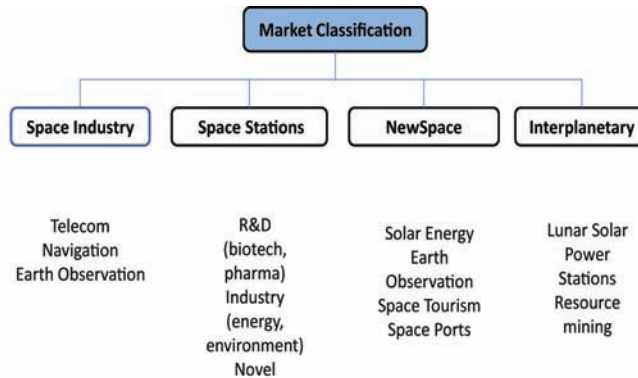 Market Classification
Space Industry
Space Stations
NewSpace
Interplanetary
Telecom
Navigation
Earth Observation
R&D
(biotech,
pharma)
Industry
(energy,
environment)
Novel
Solar Energy
Earth
Observation
Space Tourism
Space Ports
Lunar Solar
Power
Stations
Resource
mining